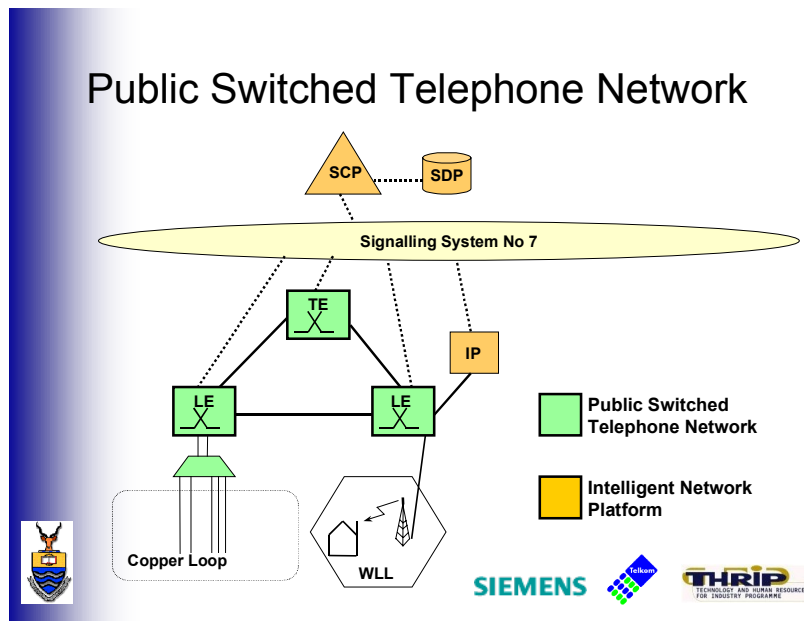 Public Switched Telephone Network
SCP
SDP
Signalling System No 7
TE
IP
LE
LE
Public Switched
Telephone Network
Intelligent Network
Platform
Copper Loop
WLL
SIEMENS
Telkom
THRIP
TECHNOLOGY AND HUMAN RESOURCE
FOR INDUSTRY PROGRAMME